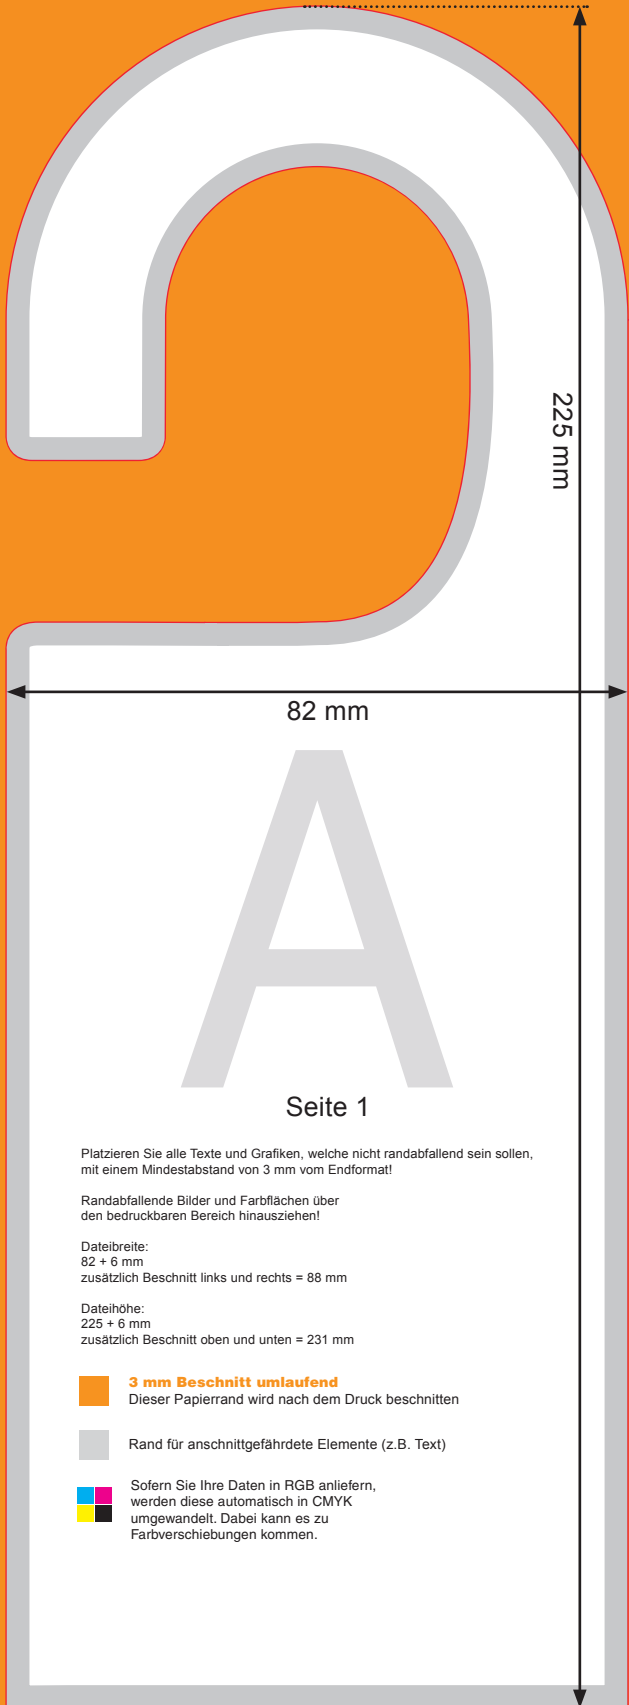 225 mm
82 mm
A
Seite 1
Platzieren Sie alle Texte und Grafiken, welche nicht randabfallend sein sollen,
mit einem Mindestabstand von 3 mm vom Endformat!
Randabfallende Bilder und Farbflächen über
den bedruckbaren Bereich hinausziehen!
Dateibreite:
82 + 6 mm
zusätzlich Beschnitt links und rechts = 88 mm
Dateihöhe:
225 + 6 mm
zusätzlich Beschnitt oben und unten = 231 mm
3 mm Beschnitt umlaufend
Dieser Papierrand wird nach dem Druck beschnitten
Rand für anschnittgefährdete Elemente (z.B. Text)
Sofern Sie Ihre Daten in RGB anliefern,
werden diese automatisch in CMYK
umgewandelt. Dabei kann es zu
Farbverschiebungen kommen.